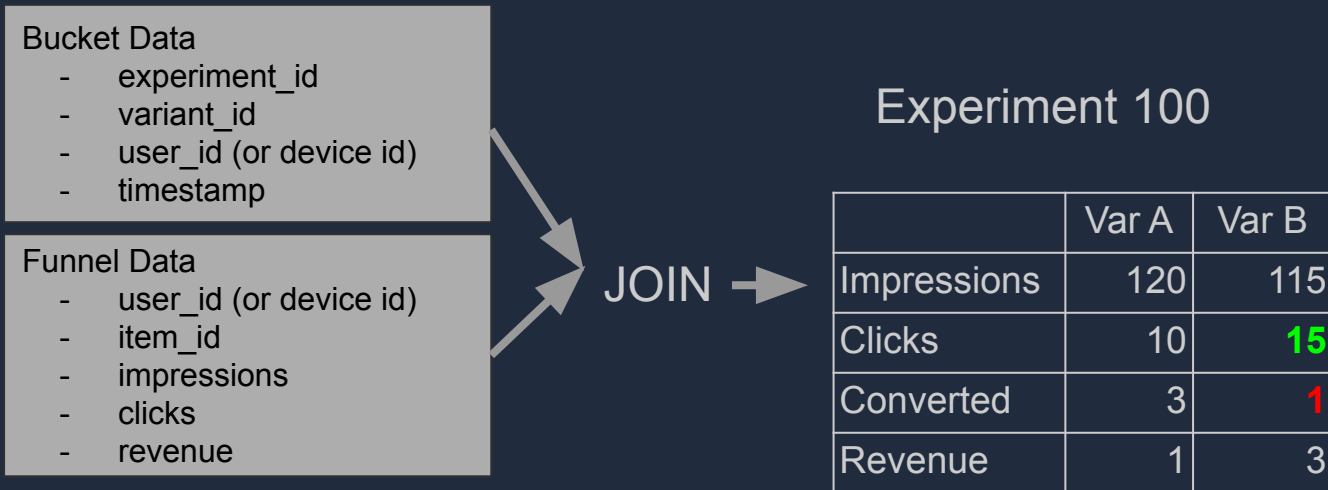 Bucket Data
- experiment_id
- variant_id
- user_id (or device id)
- timestamp
Funnel Data
- user_id (or device id)
- item_id
- impressions
- clicks
- revenue
JOIN
Experiment 100
Var A Var B
Impressions 120 115
Clicks 10 15
Converted 3 1
Revenue 1 3